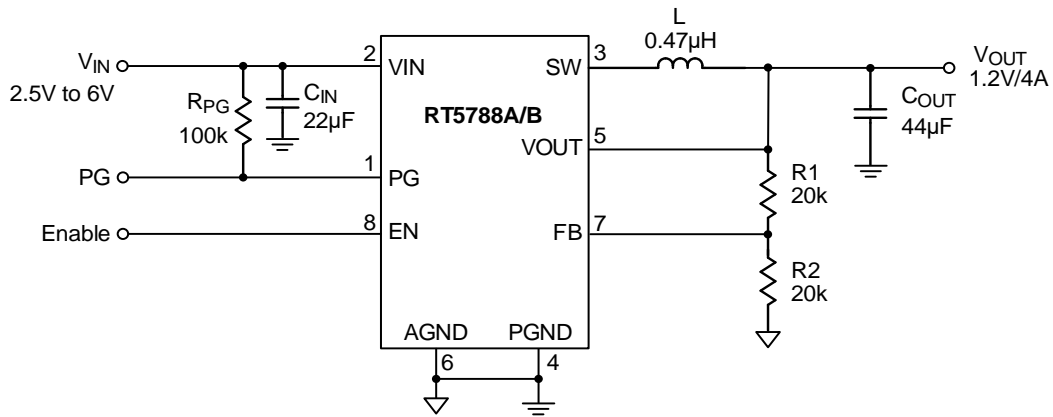 L
0.47µH
VIN
2.5V to 6V
RPG
100k
CIN
22µF
PG
Enable
2
VIN
1
PG
8
EN
RT5788A/B
SW
3
VOUT
5
FB
7
AGND
6
PGND
4
R1
20k
R2
20k
COUT
44µF
VOUT
1.2V/4A